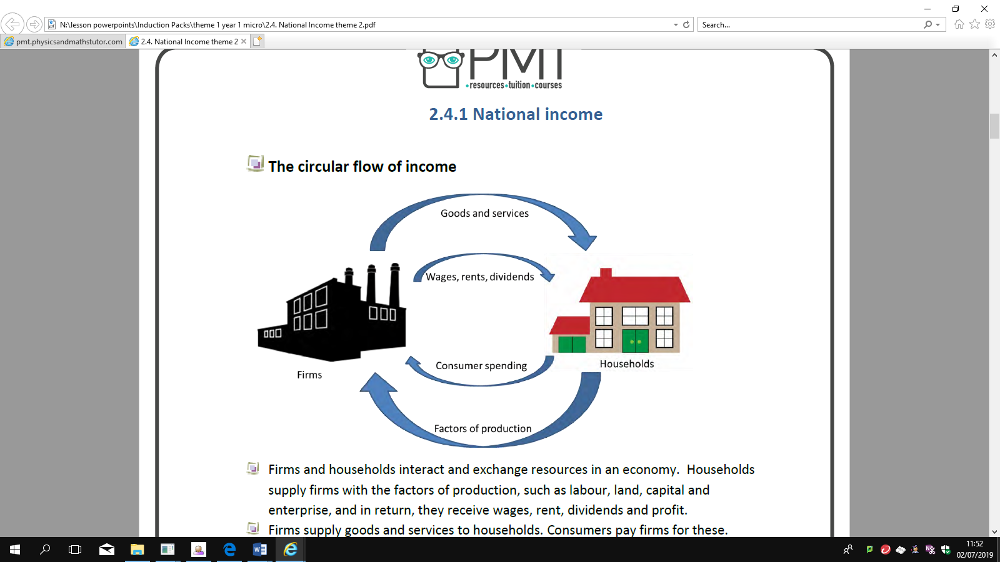 N:\lesson powerpoints\Induction Packs\theme 1 year 1 micro\2.4. National Income theme 2.pdf
Search...
pmt.physicsandmathstutor.com
2.4. National Income theme 2
PMT
•resources•tuition•courses
2.4.1 National income
The circular flow of income
Goods and services
Wages, rents, dividends
Consumer spending
Households
Firms
Factors of production
Firms and households interact and exchange resources in an economy. Households
supply firms with the factors of production, such as labour, land, capital and
enterprise, and in return, they receive wages, rent, dividends and profit.
Firms supply goods and services to households. Consumers pay firms for these.
11:52
02/07/2019